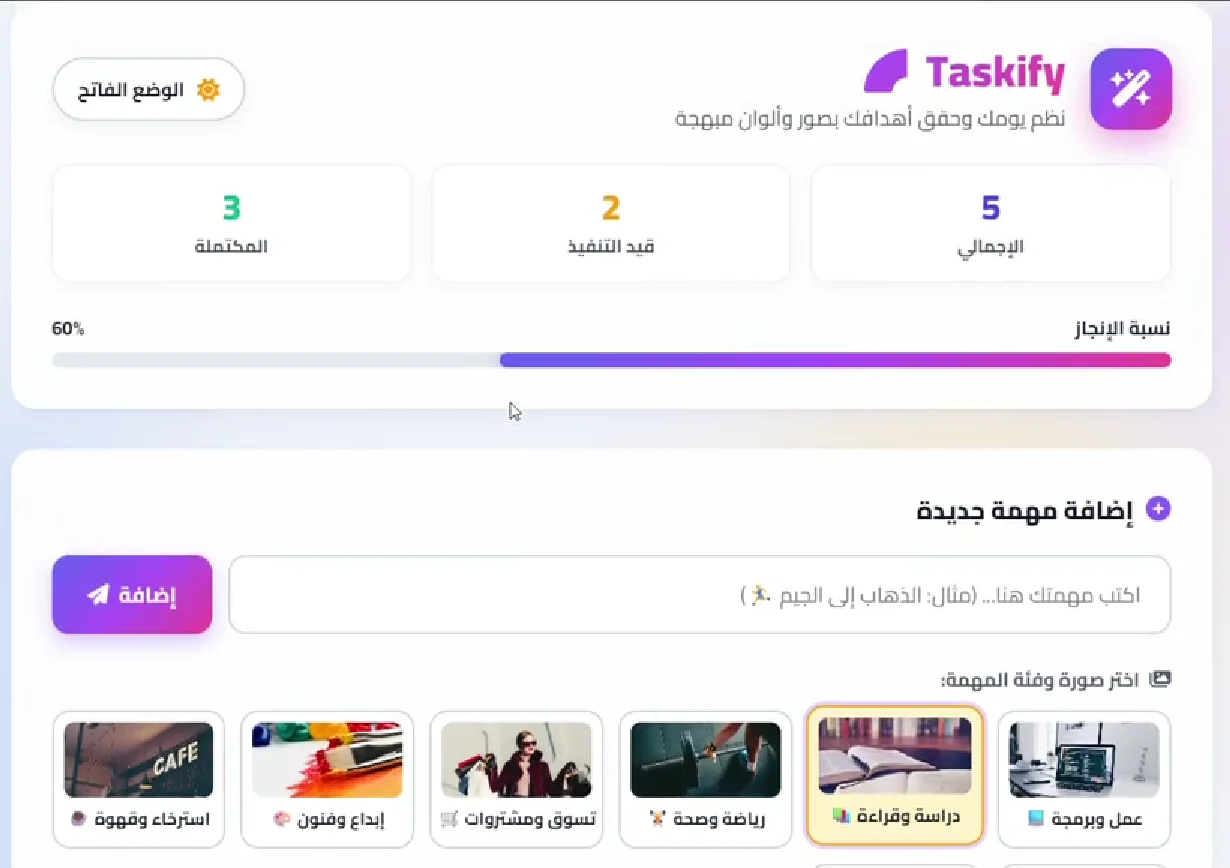 Taskify
نظم يومك وحقق أهدافك بصور وألوان مبهجة
الوضع الفاتح
5
الإجمالي
2
قيد التنفيذ
3
المكتملة
نسبة الإنجاز
60%
إضافة مهمة جديدة
اكتب مهمتك هنا... (مثال: الذهاب إلى الجيم 🏃‍♂️ )
إضافة
اختر صورة وفئة المهمة:
عمل وبرمجة 💻
دراسة وقراءة 📚
رياضة وصحة 🏋️
تسوق ومشتروات 🛒
إبداع وفنون 🎨
CAFE
استرخاء وقهوة